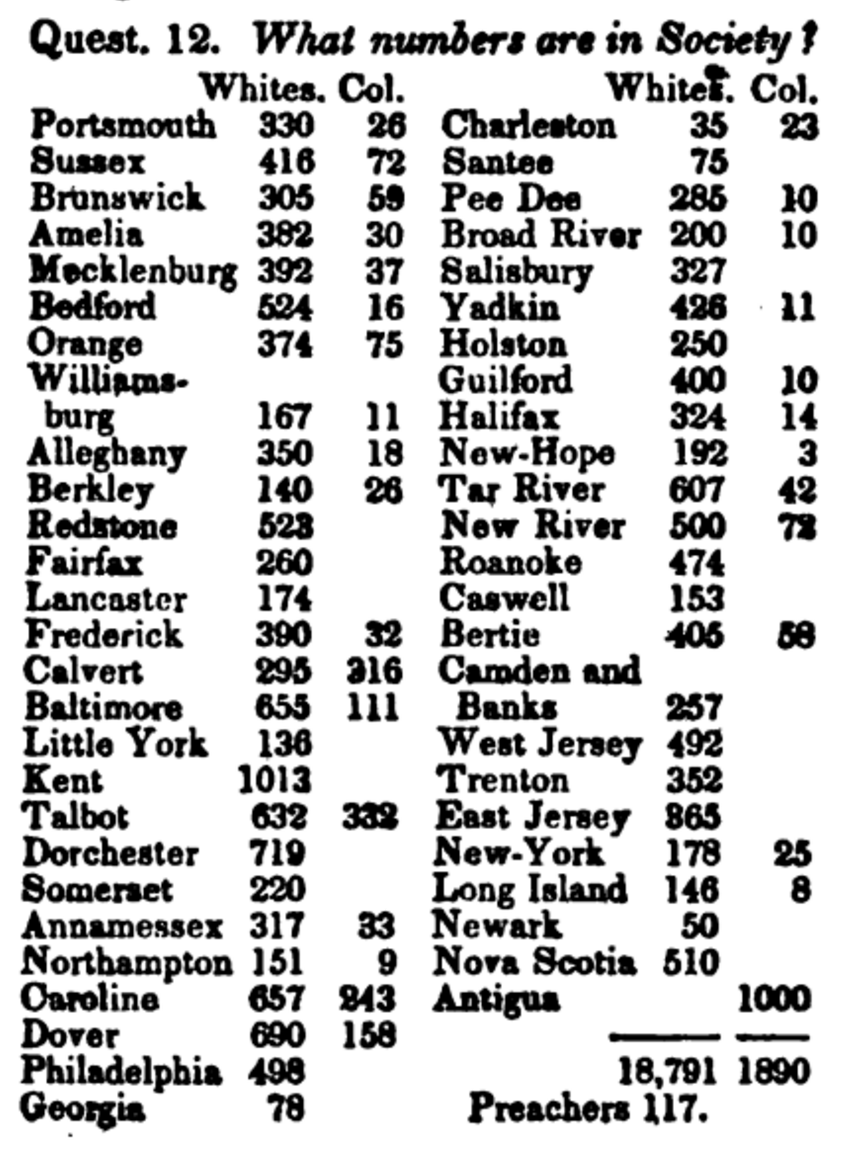 Quest. 12. What numbers are in Society?
Whites. Col.
Portsmouth 330 26
Sussex 416 72
Brunswick 305 59
Amelia 382 30
Mecklenburg 392 37
Bedford 524 16
Orange 374 75
Williams-
burg 167 11
Alleghany 350 18
Berkley 140 26
Redstone 523
Fairfax 260
Lancaster 174
Frederick 390 32
Calvert 295 316
Baltimore 655 111
Little York 136
Kent 1013
Talbot 632 332
Dorchester 719
Somerset 220
Annamessex 317 33
Northampton 151 9
Caroline 657 243
Dover 690 158
Philadelphia 498
Georgia 78
Whites. Col.
Charleston 35 23
Santee 75
Pee Dee 285 10
Broad River 200 10
Salisbury 327
Yadkin 426 11
Holston 250
Guilford 400 10
Halifax 324 14
New-Hope 192 3
Tar River 607 42
New River 500 72
Roanoke 474
Caswell 153
Bertie 405 58
Camden and
Banks 257
West Jersey 492
Trenton 352
East Jersey 865
New-York 178 25
Long Island 146 8
Newark 50
Nova Scotia 510
Antigua 1000
18,791 1890
Preachers 117.